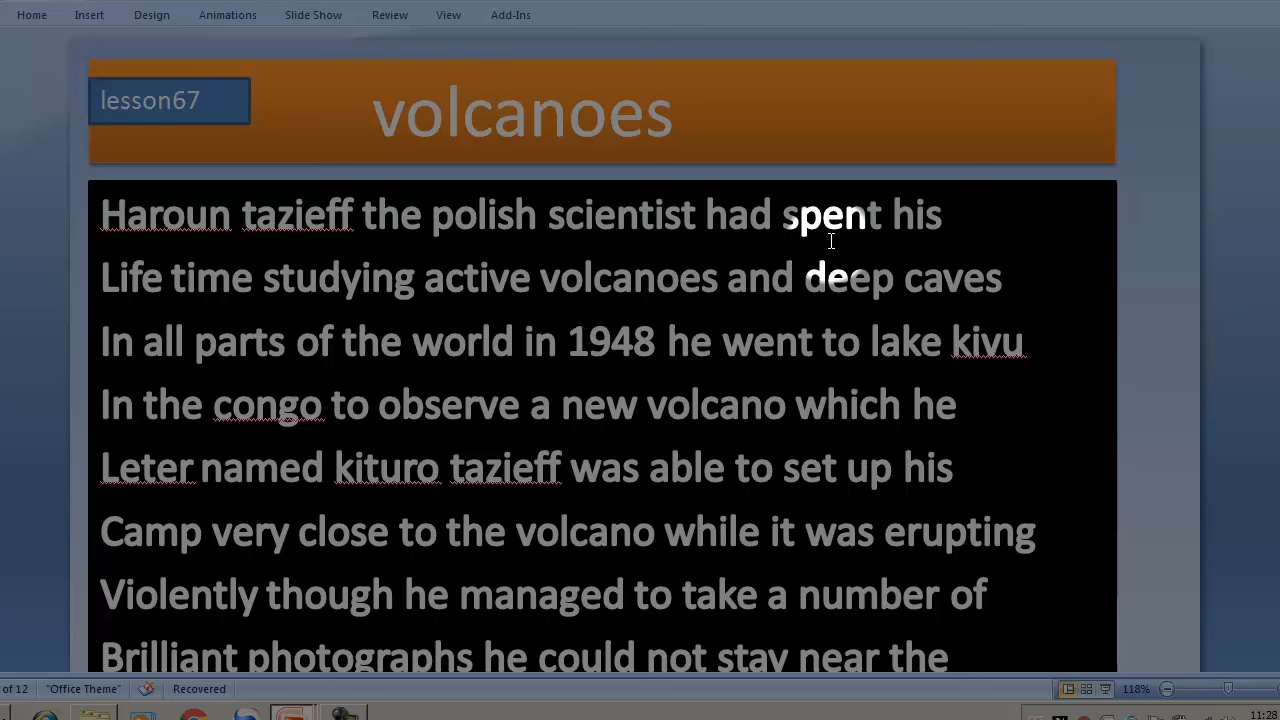 Home Insert Design Animations Slide Show Review View Add-Ins
lesson67
volcanoes
Haroun tazieff the polish scientist had spent his
Life time studying active volcanoes and deep caves
In all parts of the world in 1948 he went to lake kivu
In the congo to observe a new volcano which he
Leter named kituro tazieff was able to set up his
Camp very close to the volcano while it was erupting
Violently though he managed to take a number of
Brilliant photographs he could not stay near the
of 12 "Office Theme" Recovered 118%
11:28